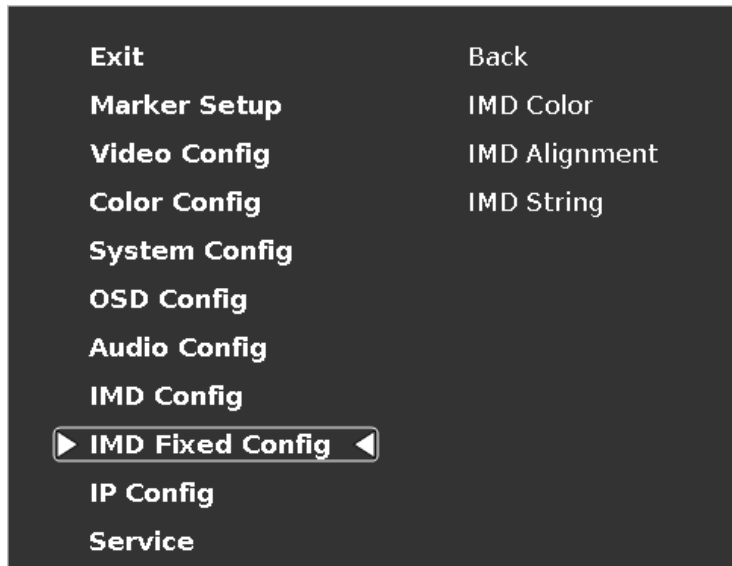 Exit
Marker Setup
Video Config
Color Config
System Config
OSD Config
Audio Config
IMD Config
IMD Fixed Config
IP Config
Service
Back
IMD Color
IMD Alignment
IMD String